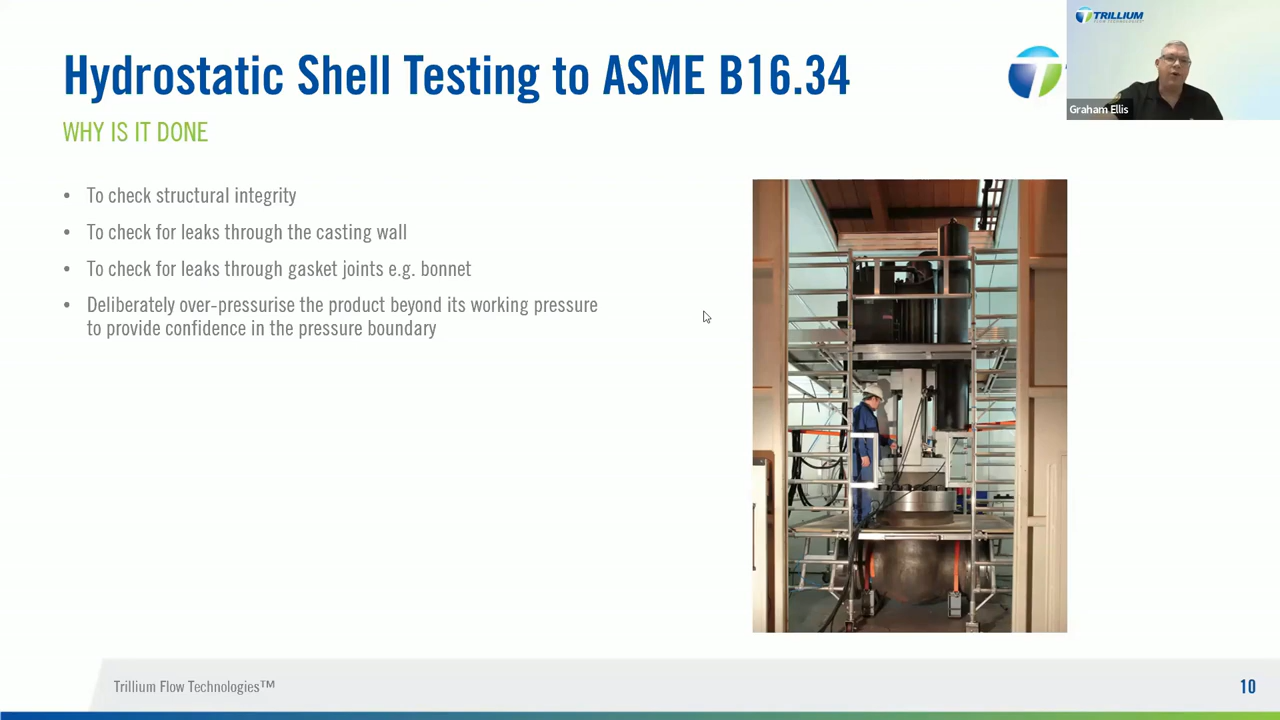 Hydrostatic Shell Testing to ASME B16.34
TRILLIUM
FLOW TECHNOLOGIES
Graham Ellis
WHY IS IT DONE
• To check structural integrity
• To check for leaks through the casting wall
• To check for leaks through gasket joints e.g. bonnet
• Deliberately over-pressurise the product beyond its working pressure
to provide confidence in the pressure boundary
Trillium Flow Technologies™
10